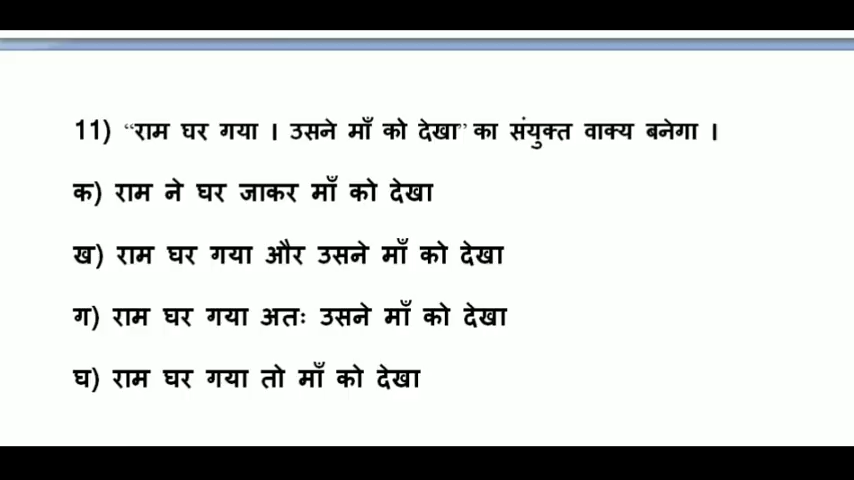 11) “राम घर गया । उसने माँ को देखा” का संयुक्त वाक्य बनेगा ।
क) राम ने घर जाकर माँ को देखा
ख) राम घर गया और उसने माँ को देखा
ग) राम घर गया अतः उसने माँ को देखा
घ) राम घर गया तो माँ को देखा